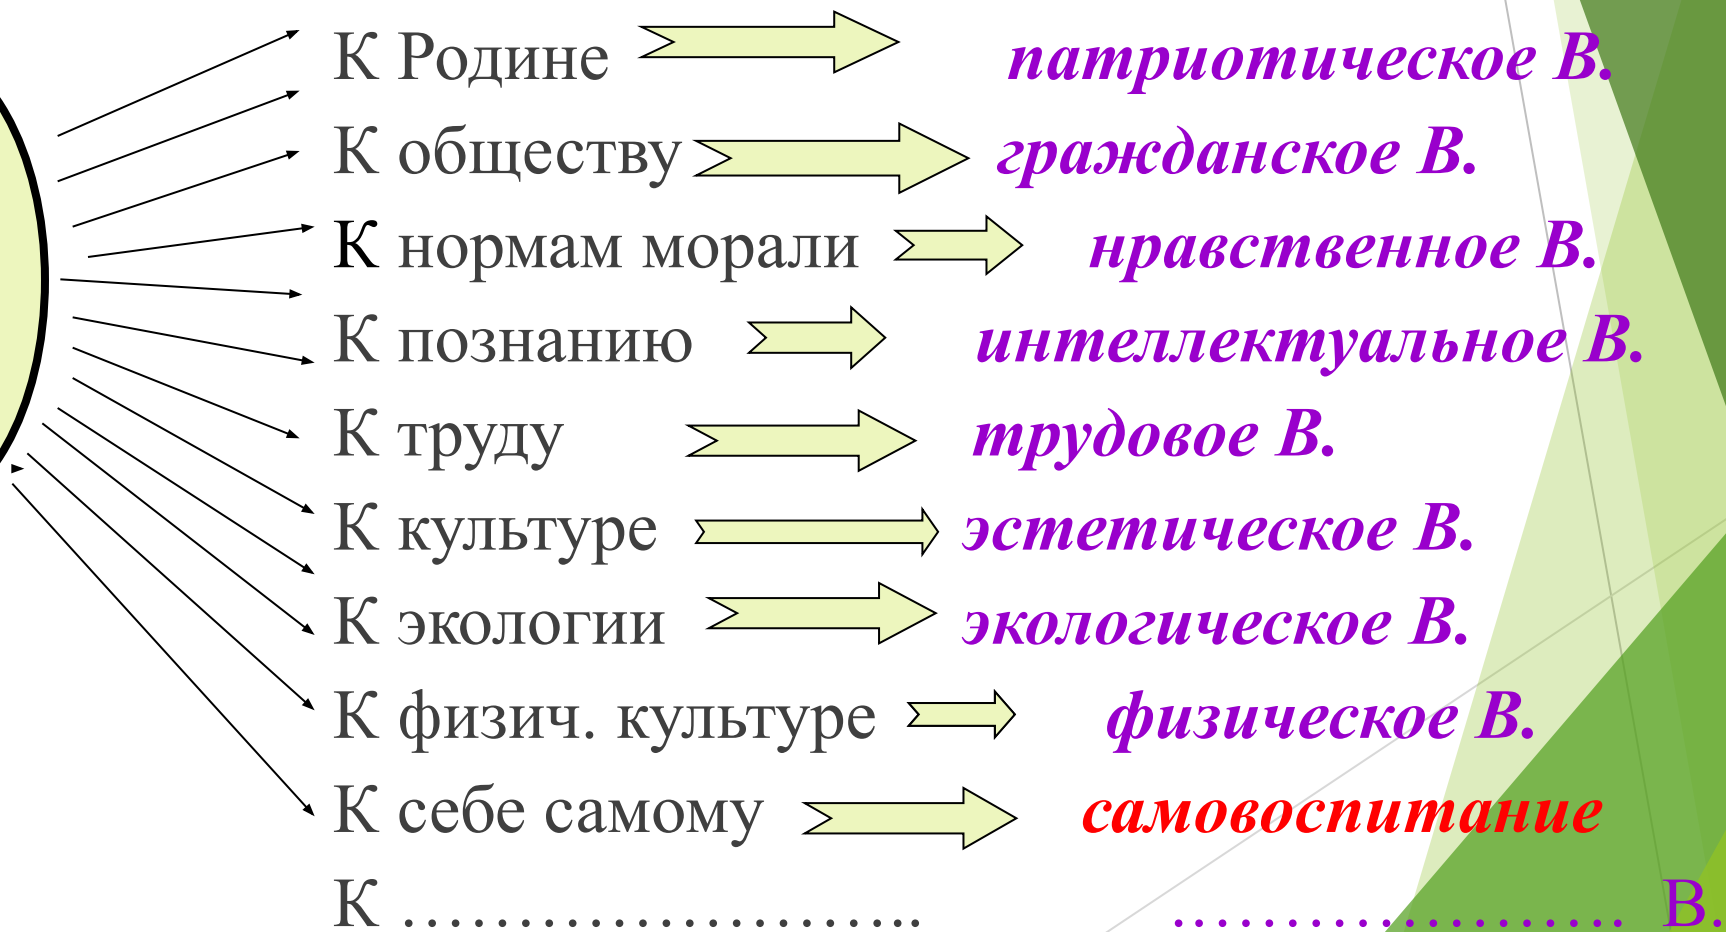 К Родине патриотическое В.
К обществу гражданское В.
К нормам морали нравственное В.
К познанию интеллектуальное В.
К труду трудовое В.
К культуре эстетическое В.
К экологии экологическое В.
К физич. культуре физическое В.
К себе самому самовоспитание
К ……………………. …………………. В.